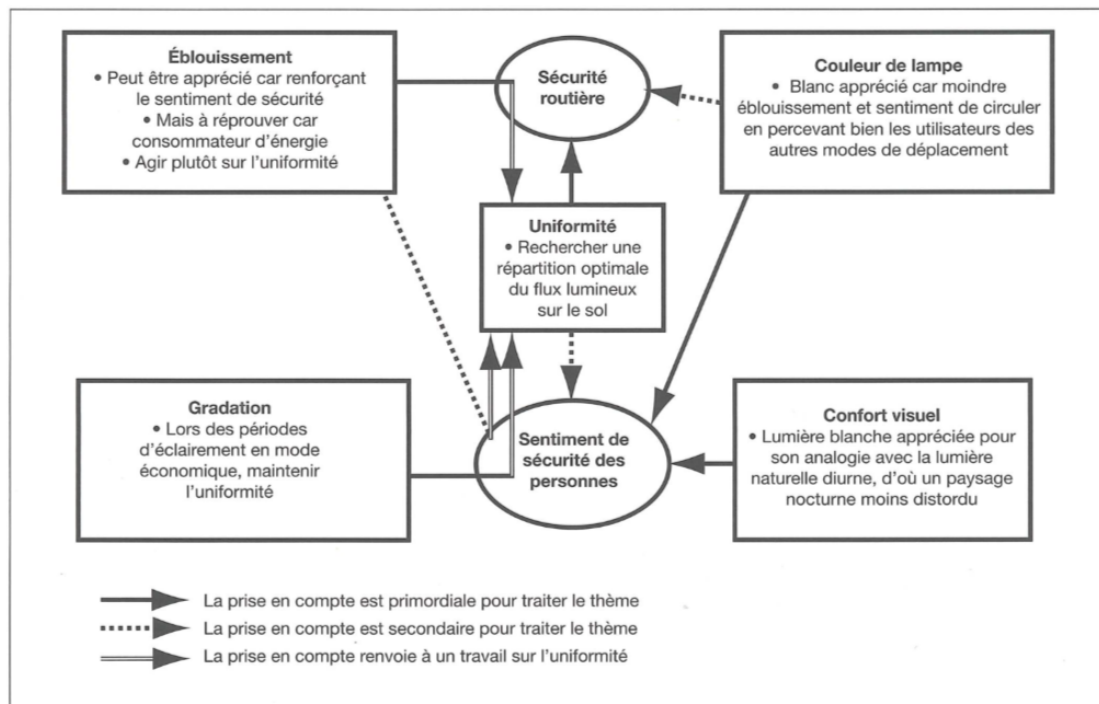 Éblouissement
• Peut être apprécié car renforçant
le sentiment de sécurité
• Mais à réprouver car
consommateur d'énergie
• Agir plutôt sur l'uniformité
Sécurité
routière
Couleur de lampe
• Blanc apprécié car moindre
éblouissement et sentiment de circuler
en percevant bien les utilisateurs des
autres modes de déplacement
Uniformité
• Rechercher une
répartition optimale
du flux lumineux
sur le sol
Gradation
• Lors des périodes
d'éclairement en mode
économique, maintenir
l'uniformité
Sentiment de
sécurité des
personnes
Confort visuel
• Lumière blanche appréciée pour
son analogie avec la lumière
naturelle diurne, d'où un paysage
nocturne moins distordu
La prise en compte est primordiale pour traiter le thème
La prise en compte est secondaire pour traiter le thème
La prise en compte renvoie à un travail sur l'uniformité